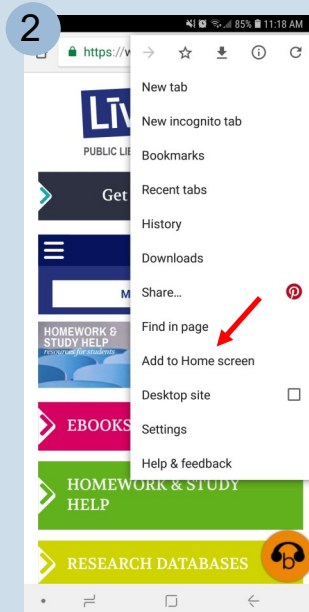 2
85% 11:18 AM
https://w
New tab
New incognito tab
LIV
PUBLIC LIB
Bookmarks
Get
Recent tabs
History
Downloads
M
Share...
Find in page
HOMEWORK &
STUDY HELP
resources for students
Add to Home screen
Desktop site
EBOOKS
Settings
Help & feedback
HOMEWORK & STUDY
HELP
RESEARCH DATABASES
b